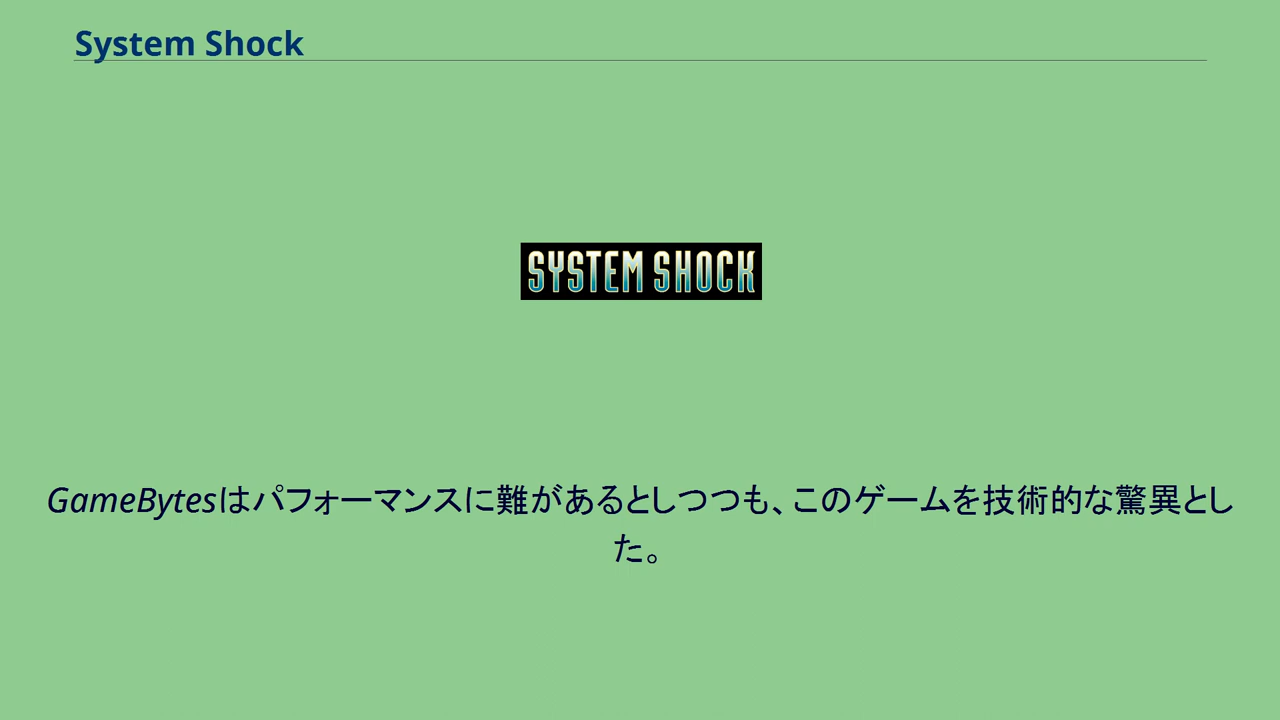 System Shock
SYSTEM SHOCK
GameBytesはパフォーマンスに難があるとしつつも、このゲームを技術的な驚異とし
た。